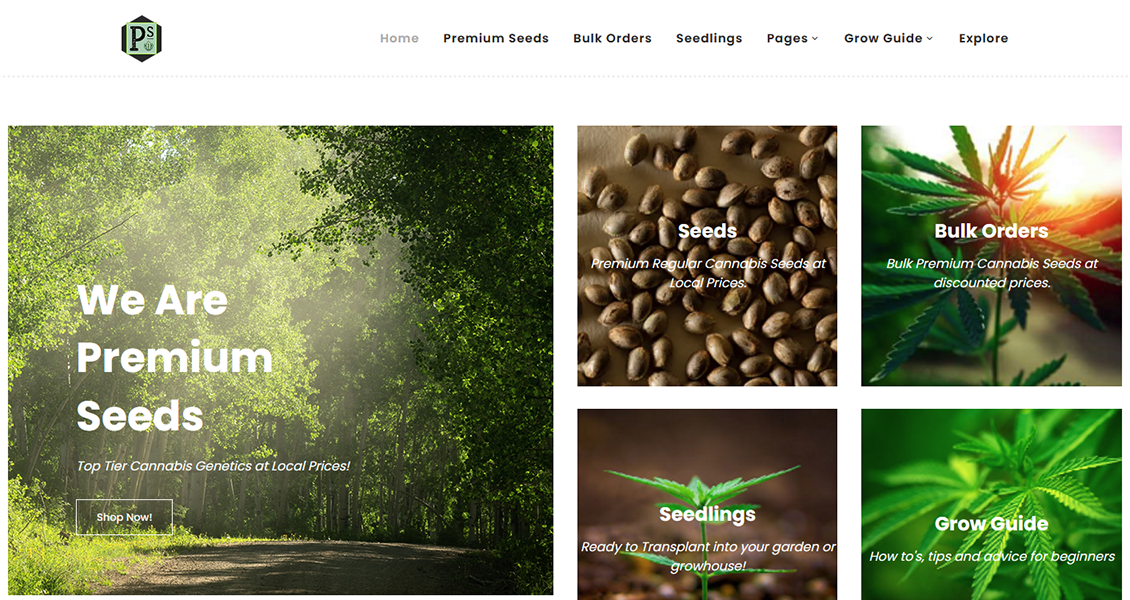 PS
Home Premium Seeds Bulk Orders Seedlings Pages Grow Guide Explore
We Are
Premium
Seeds
Top Tier Cannabis Genetics at Local Prices!
Shop Now!
Seeds
Premium Regular Cannabis Seeds at
Local Prices.
Bulk Orders
Bulk Premium Cannabis Seeds at
discounted prices.
Seedlings
Ready to Transplant into your garden or
growhouse!
Grow Guide
How to's, tips and advice for beginners